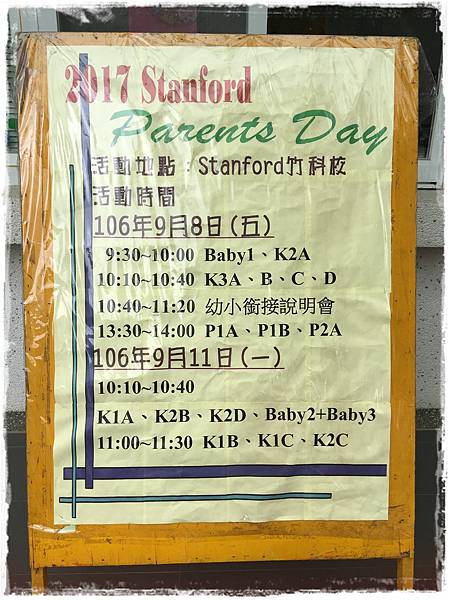 2017 Stanford
Parents Day
活動地點：Stanford竹科校
活動時間
106年9月8日(五)
9:30~10:00 Baby1、K2A
10:10~10:40 K3A、B、C、D
10:40~11:20 幼小銜接說明會
13:30~14:00 P1A、P1B、P2A
106年9月11日(一)
10:10~10:40
K1A、K2B、K2D、Baby2+Baby3
11:00~11:30 K1B、K1C、K2C